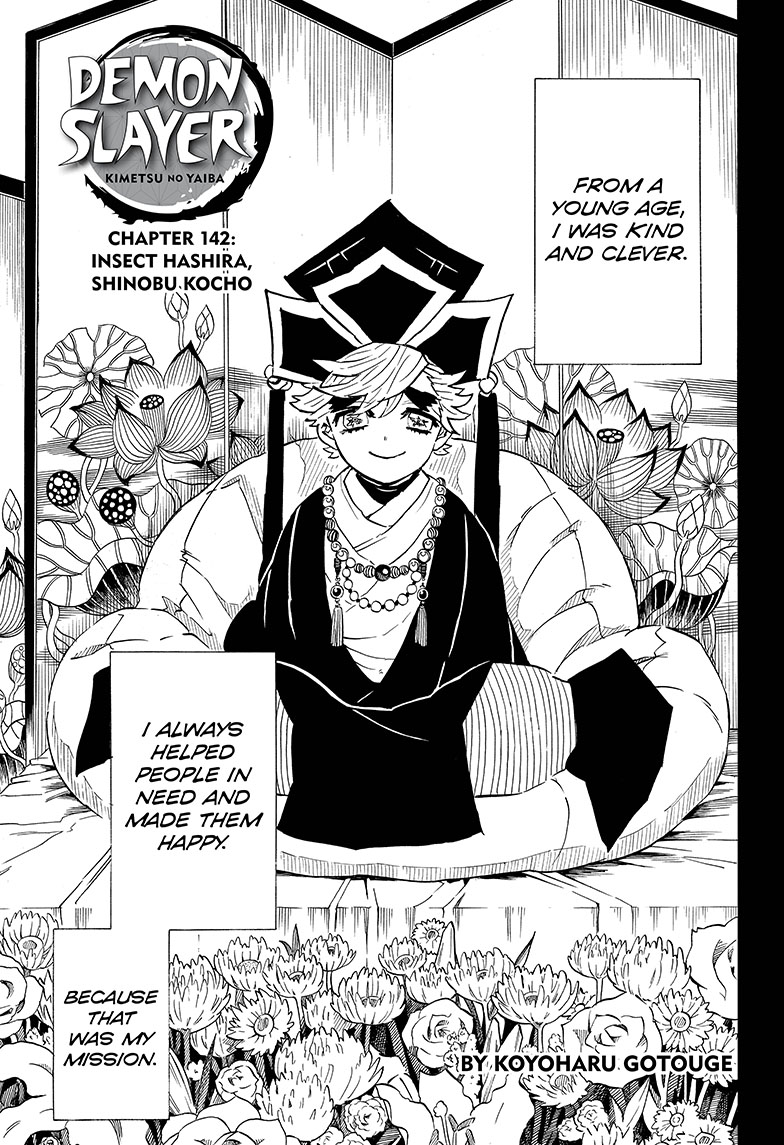 DEMON
SLAYER
KIMETSU NO YAIBA
CHAPTER 142:
INSECT HASHIRA,
SHINOBU KOCHO
FROM A
YOUNG AGE,
I WAS KIND
AND CLEVER.
I ALWAYS
HELPED
PEOPLE IN
NEED AND
MADE THEM
HAPPY.
BECAUSE
THAT
WAS MY
MISSION.
BY KOYOHARU GOTOUGE